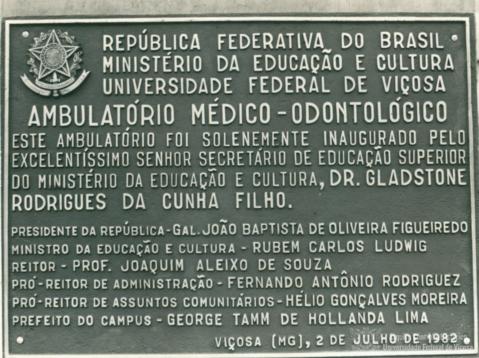 REPÚBLICA FEDERATIVA DO BRASIL
MINISTÉRIO DA EDUCAÇÃO E CULTURA
UNIVERSIDADE FEDERAL DE VIÇOSA
AMBULATÓRIO MÉDICO - ODONTOLÓGICO
ESTE AMBULATÓRIO FOI SOLENEMENTE INAUGURADO PELO
EXCELENTÍSSIMO SENHOR SECRETÁRIO DE EDUCAÇÃO SUPERIOR
DO MINISTÉRIO DA EDUCAÇÃO E CULTURA, DR. GLADSTONE
RODRIGUES DA CUNHA FILHO.
PRESIDENTE DA REPÚBLICA - GAL. JOÃO BAPTISTA DE OLIVEIRA FIGUEIREDO
MINISTRO DA EDUCAÇÃO E CULTURA - RUBEM CARLOS LUDWIG
REITOR - PROF. JOAQUIM ALEIXO DE SOUZA
PRÓ-REITOR DE ADMINISTRAÇÃO - FERNANDO ANTÔNIO RODRIGUEZ
PRÓ-REITOR DE ASSUNTOS COMUNITÁRIOS - HÉLIO GONÇALVES MOREIRA
PREFEITO DO CAMPUS - GEORGE TAMM DE HOLLANDA LIMA
VIÇOSA (MG), 2 DE JULHO DE 1982
Universidade Federal de Viçosa